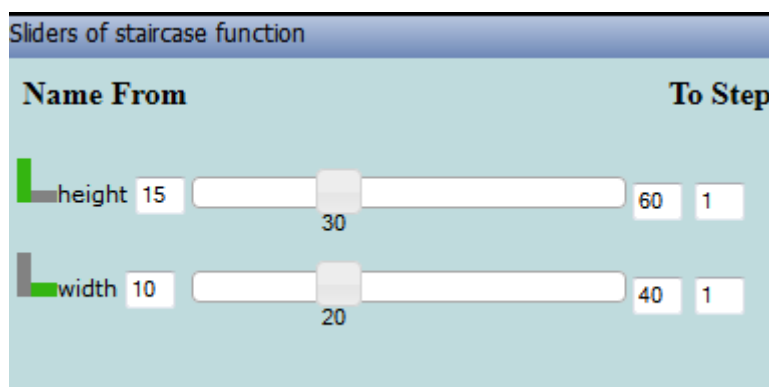 Sliders of staircase function
Name From To Step
height 15 60 1
30
width 10 40 1
20